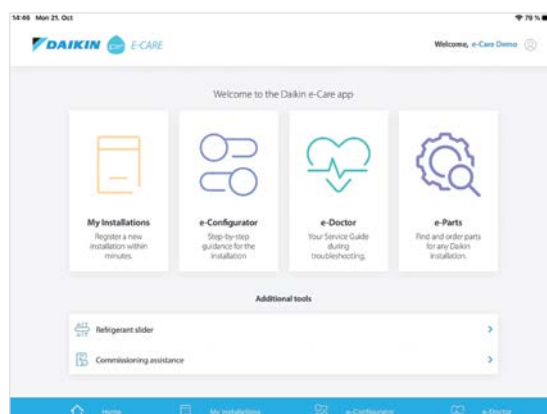 14:46 Mon 21. Oct
79 %
DAIKIN E-CARE
Welcome, e-Care Demo
Welcome to the Daikin e-Care app
My Installations
Register a new
installation within
minutes.
e-Configurator
Step-by-step
guidance for the
installation
e-Doctor
Your Service Guide
during
troubleshooting.
e-Parts
Find and order parts
for any Daikin
installation.
Additional tools
Refrigerant slider
Commissioning assistance
Home
My Installations
e-Configurator
e-Doctor